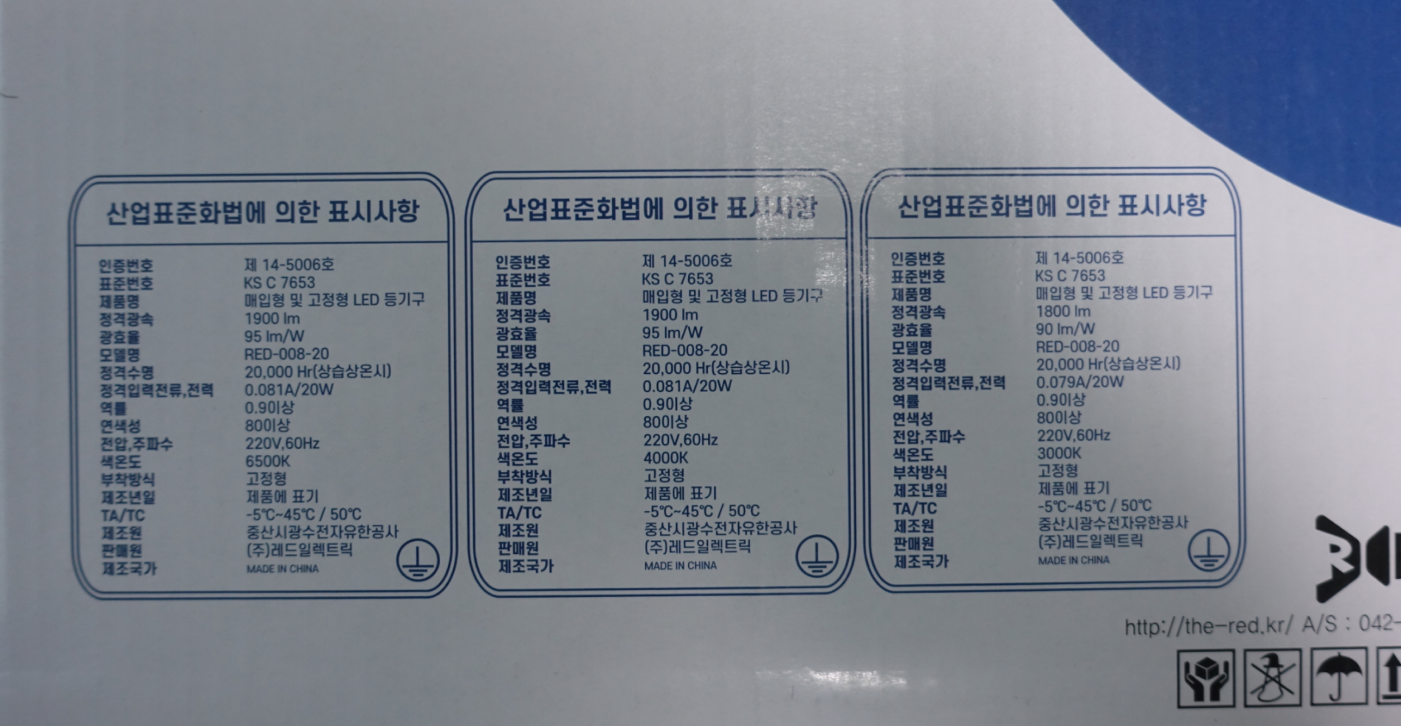 산업표준화법에 의한 표시사항
인증번호 제 14-5006호
표준번호 KS C 7653
제품명 매입형 및 고정형 LED 등기구
정격광속 1900 lm
광효율 95 lm/W
모델명 RED-008-20
정격수명 20,000 Hr(상습상온시)
정격입력전류,전력 0.081A/20W
역률 0.90이상
연색성 80이상
전압,주파수 220V,60Hz
색온도 6500K
부착방식 고정형
제조년일 제품에 표기
TA/TC -5℃~45℃ / 50℃
제조원 중산시광수전자유한공사
판매원 (주)레드일렉트릭
제조국가 MADE IN CHINA
산업표준화법에 의한 표시사항
인증번호 제 14-5006호
표준번호 KS C 7653
제품명 매입형 및 고정형 LED 등기구
정격광속 1900 lm
광효율 95 lm/W
모델명 RED-008-20
정격수명 20,000 Hr(상습상온시)
정격입력전류,전력 0.081A/20W
역률 0.90이상
연색성 80이상
전압,주파수 220V,60Hz
색온도 4000K
부착방식 고정형
제조년일 제품에 표기
TA/TC -5℃~45℃ / 50℃
제조원 중산시광수전자유한공사
판매원 (주)레드일렉트릭
제조국가 MADE IN CHINA
산업표준화법에 의한 표시사항
인증번호 제 14-5006호
표준번호 KS C 7653
제품명 매입형 및 고정형 LED 등기구
정격광속 1800 lm
광효율 90 lm/W
모델명 RED-008-20
정격수명 20,000 Hr(상습상온시)
정격입력전류,전력 0.079A/20W
역률 0.90이상
연색성 80이상
전압,주파수 220V,60Hz
색온도 3000K
부착방식 고정형
제조년일 제품에 표기
TA/TC -5℃~45℃ / 50℃
제조원 중산시광수전자유한공사
판매원 (주)레드일렉트릭
제조국가 MADE IN CHINA
R
http://the-red.kr/ A/S : 042-